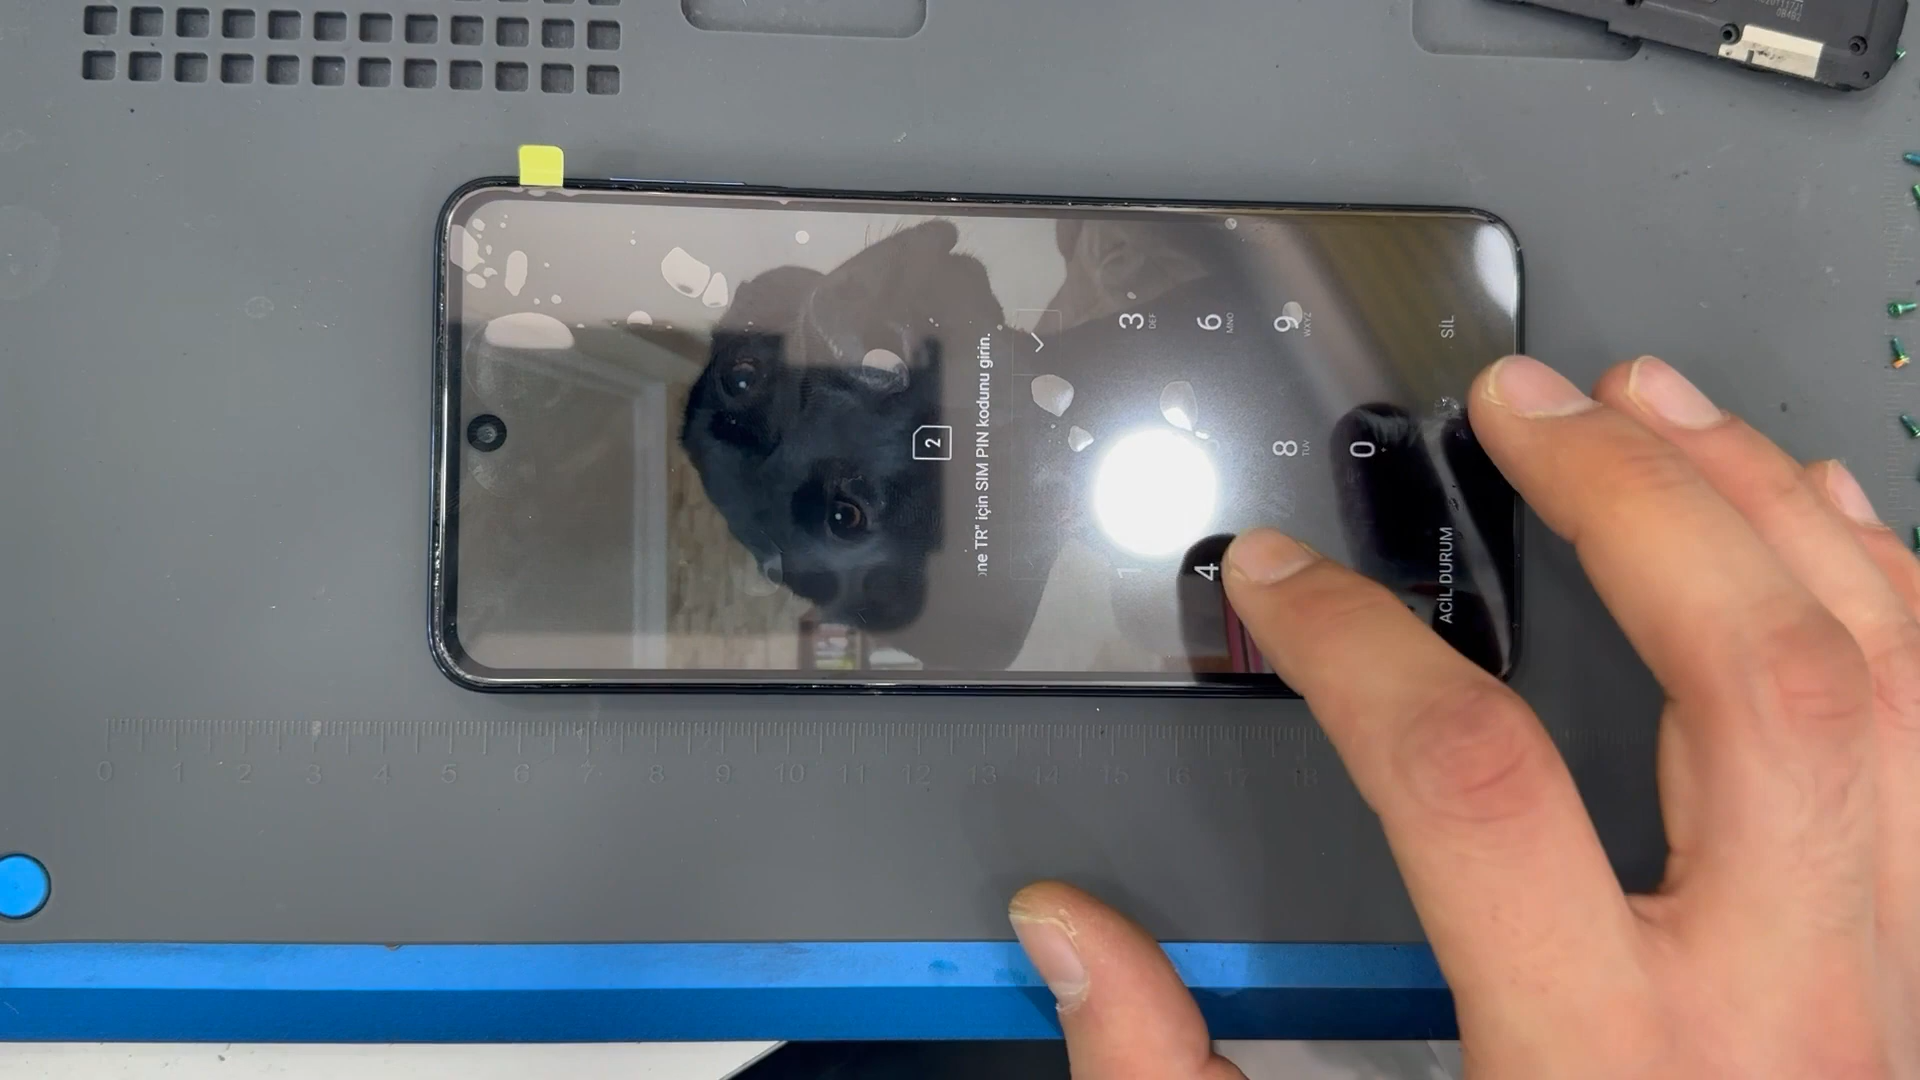 2
ne TR" için SIM PIN kodunu girin.
1
3 DEF
4
6 MNO
8 TUV
9 WXYZ
0 +
ACİL DURUM
SİL
0 1 2 3 4 5 6 7 8 9 10 11 12 13 14 15 16 17 18